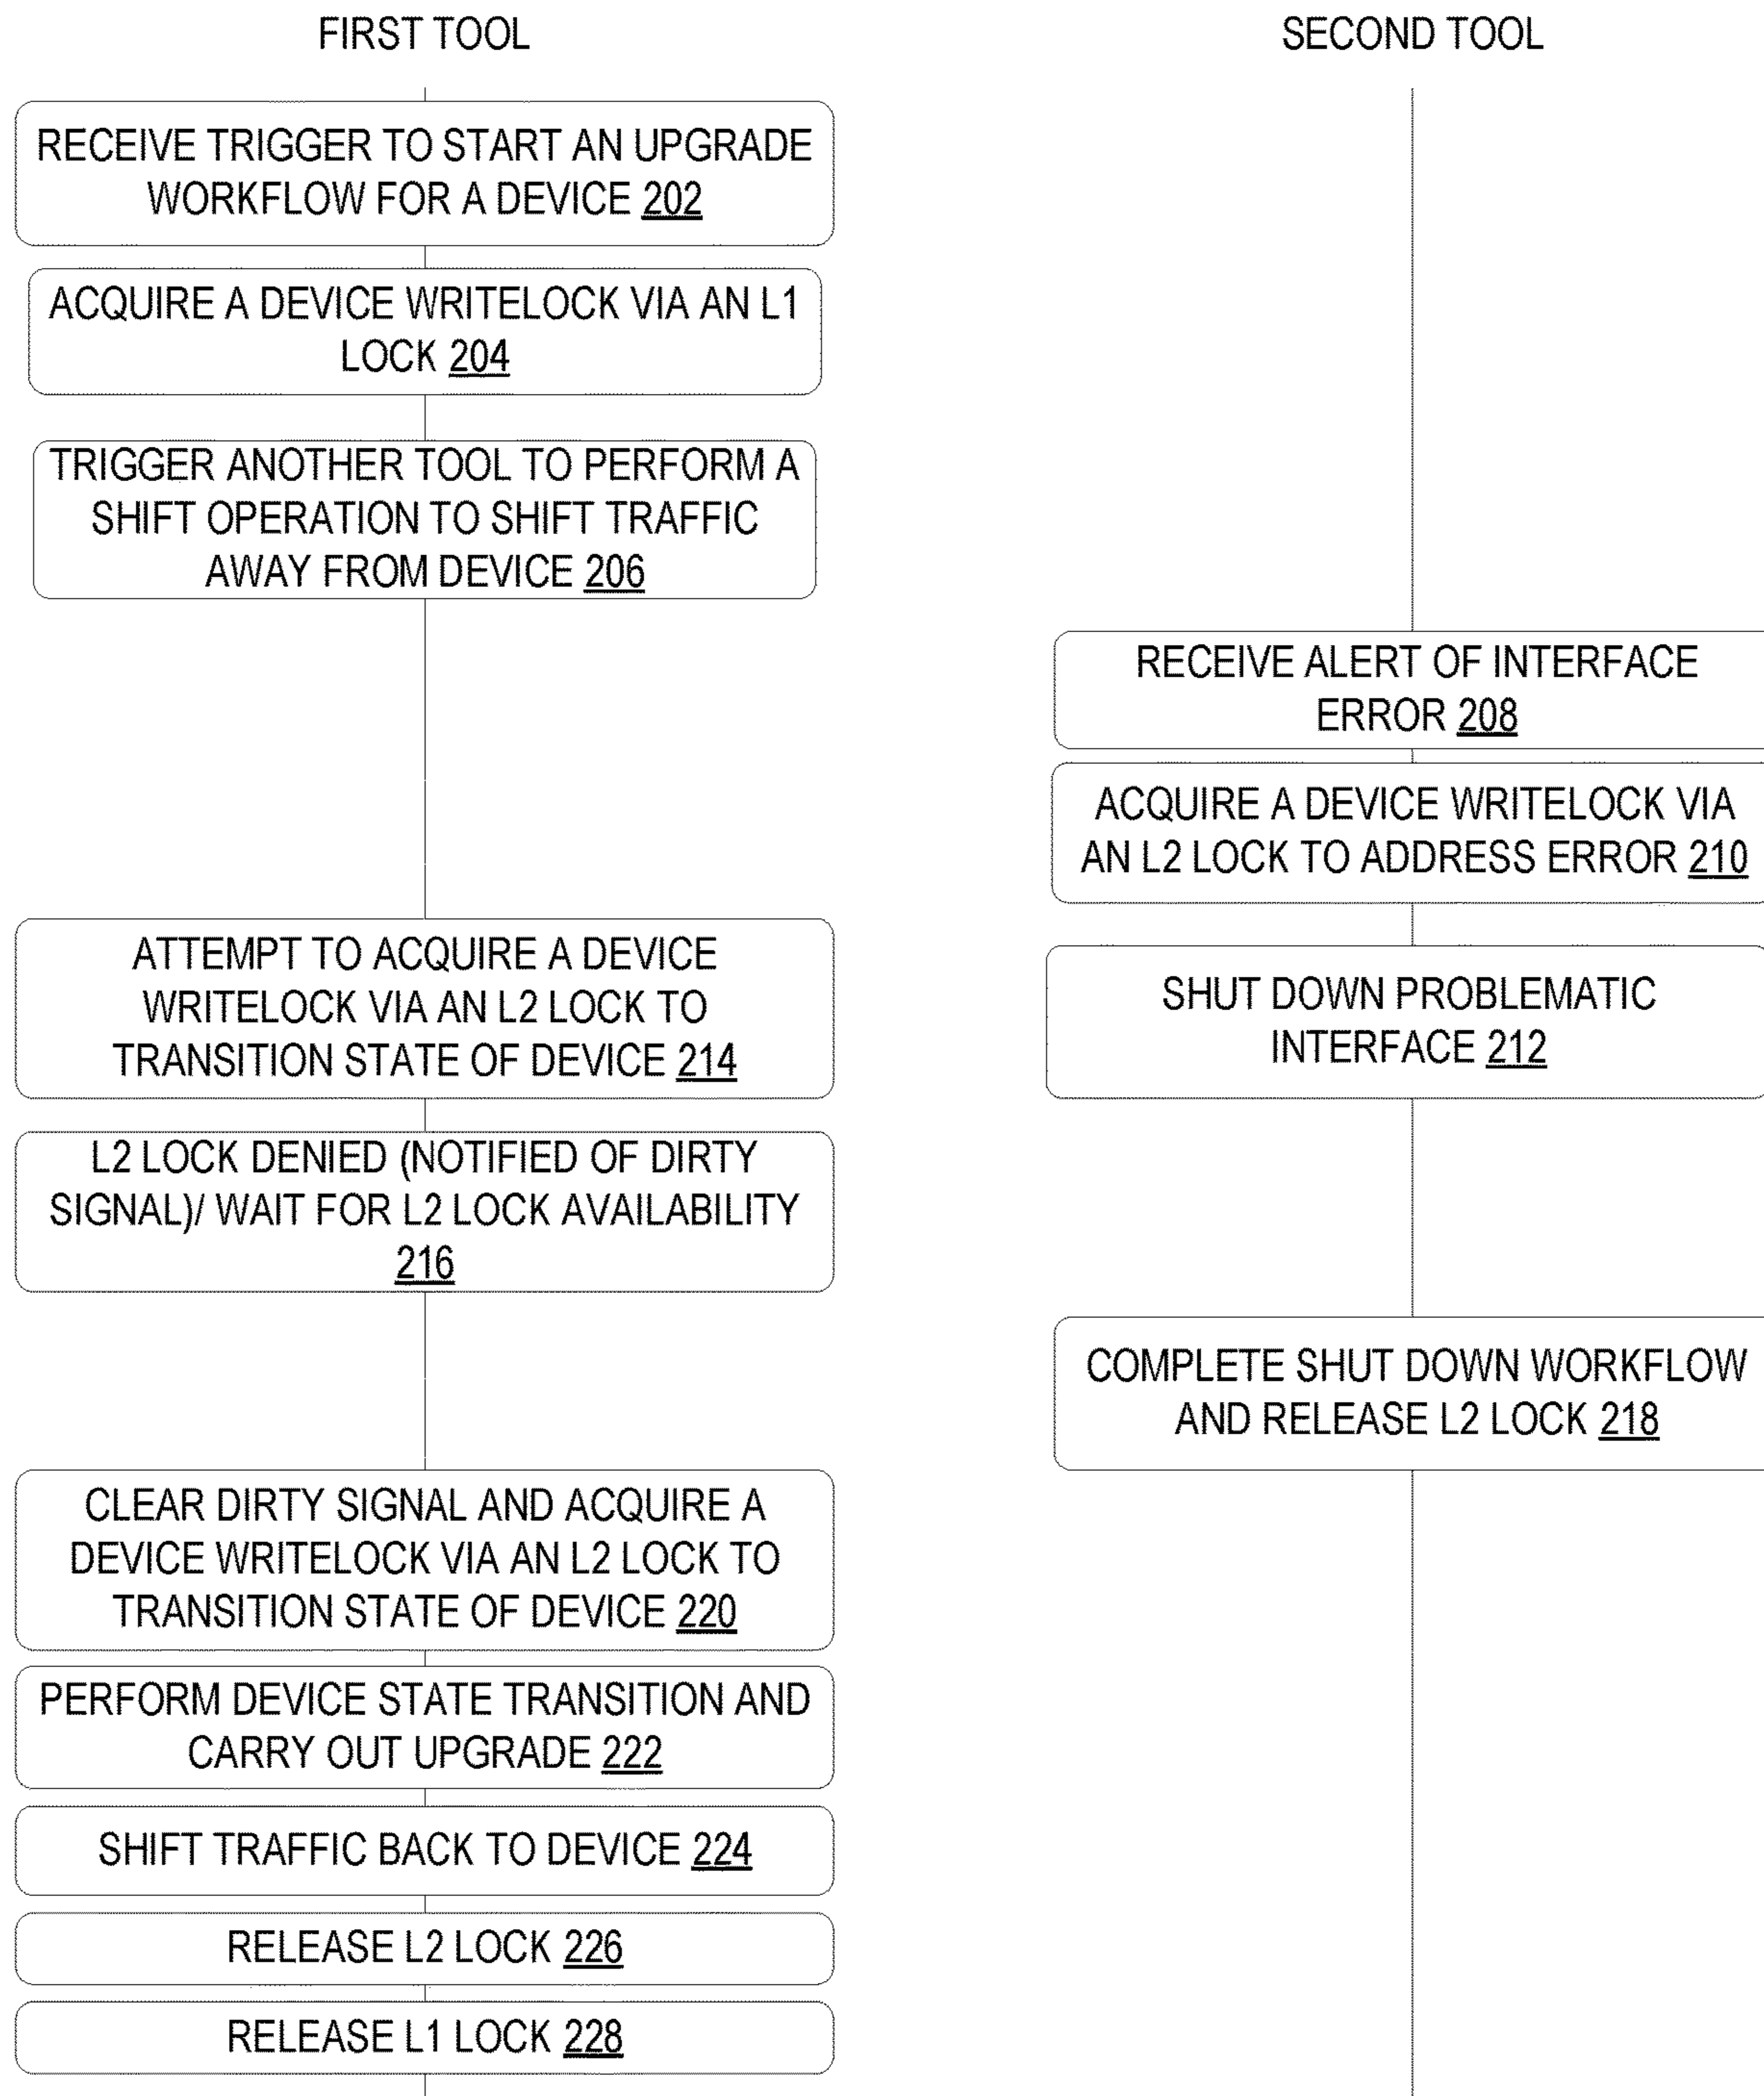 FIRST TOOL
SECOND TOOL
RECEIVE TRIGGER TO START AN UPGRADE
WORKFLOW FOR A DEVICE 202
ACQUIRE A DEVICE WRITELOCK VIA AN L1
LOCK 204
TRIGGER ANOTHER TOOL TO PERFORM A
SHIFT OPERATION TO SHIFT TRAFFIC
AWAY FROM DEVICE 206
RECEIVE ALERT OF INTERFACE
ERROR 208
ACQUIRE A DEVICE WRITELOCK VIA
AN L2 LOCK TO ADDRESS ERROR 210
SHUT DOWN PROBLEMATIC
INTERFACE 212
ATTEMPT TO ACQUIRE A DEVICE
WRITELOCK VIA AN L2 LOCK TO
TRANSITION STATE OF DEVICE 214
L2 LOCK DENIED (NOTIFIED OF DIRTY
SIGNAL)/ WAIT FOR L2 LOCK AVAILABILITY
216
COMPLETE SHUT DOWN WORKFLOW
AND RELEASE L2 LOCK 218
CLEAR DIRTY SIGNAL AND ACQUIRE A
DEVICE WRITELOCK VIA AN L2 LOCK TO
TRANSITION STATE OF DEVICE 220
PERFORM DEVICE STATE TRANSITION AND
CARRY OUT UPGRADE 222
SHIFT TRAFFIC BACK TO DEVICE 224
RELEASE L2 LOCK 226
RELEASE L1 LOCK 228